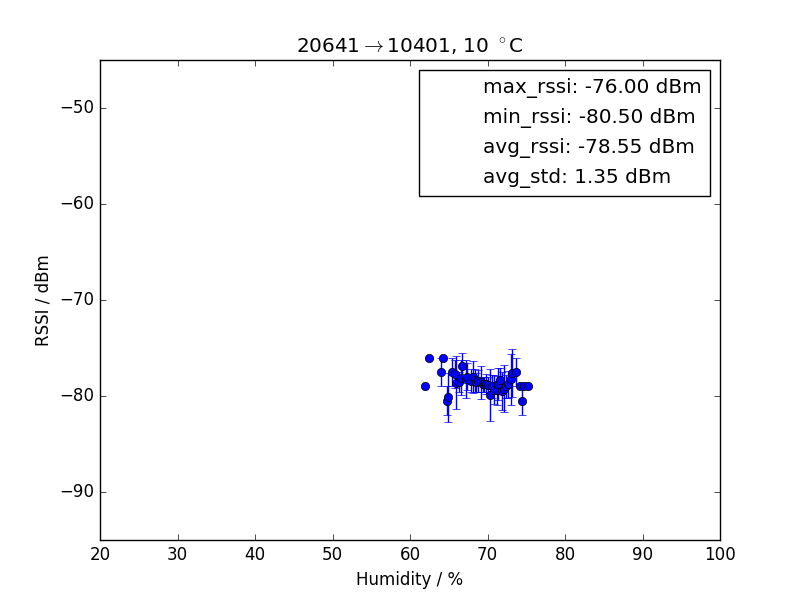 20641→10401, 10 °C
max_rssi: -76.00 dBm
min_rssi: -80.50 dBm
avg_rssi: -78.55 dBm
avg_std: 1.35 dBm
RSSI / dBm
−50
−60
−70
−80
−90
20 30 40 50 60 70 80 90 100
Humidity / %